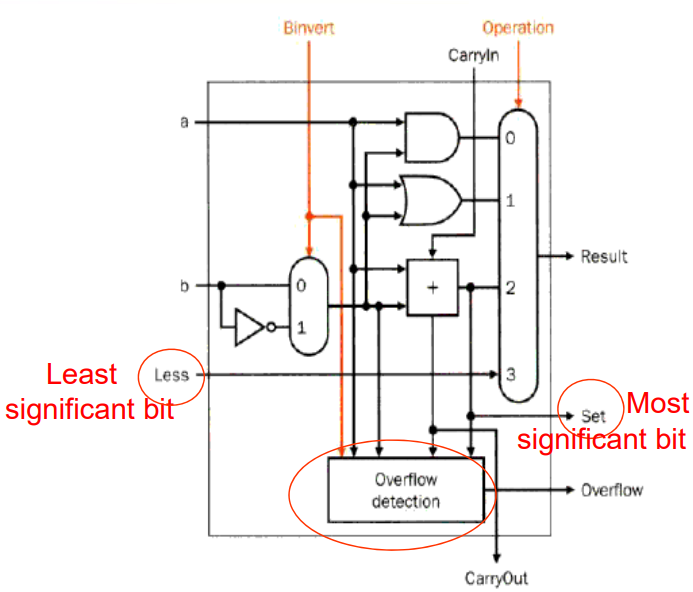 Binvert
Operation
CarryIn
a
0
1
Result
b
0
+
2
1
Least
significant bit
Less
3
Set
Most
significant bit
Overflow
detection
Overflow
CarryOut